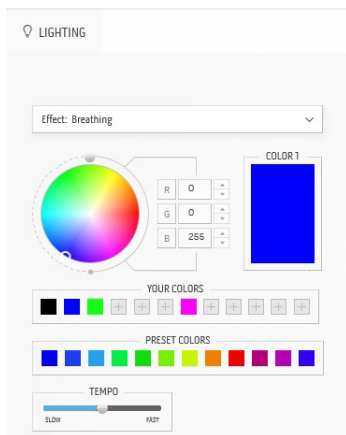 LIGHTING
Effect: Breathing
COLOR 1
R 0
G 0
B 255
YOUR COLORS
PRESET COLORS
TEMPO
SLOW FAST